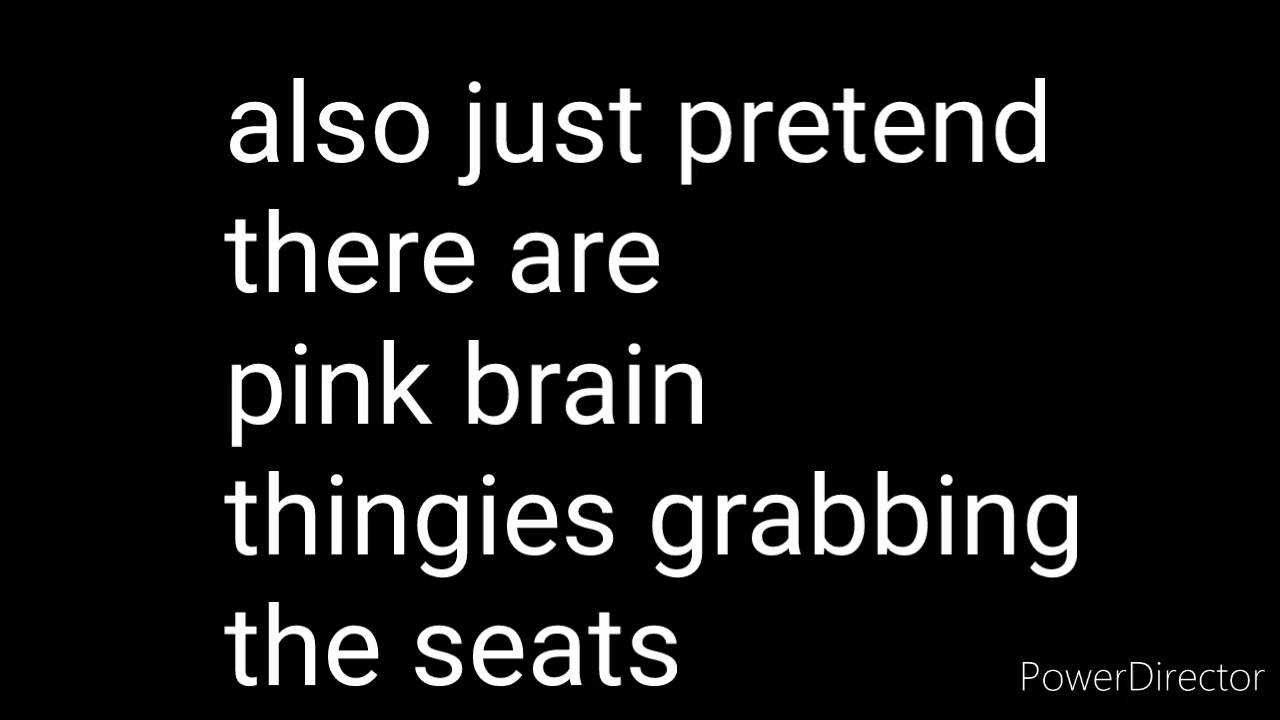 also just pretend
there are
pink brain
thingies grabbing
the seats
PowerDirector